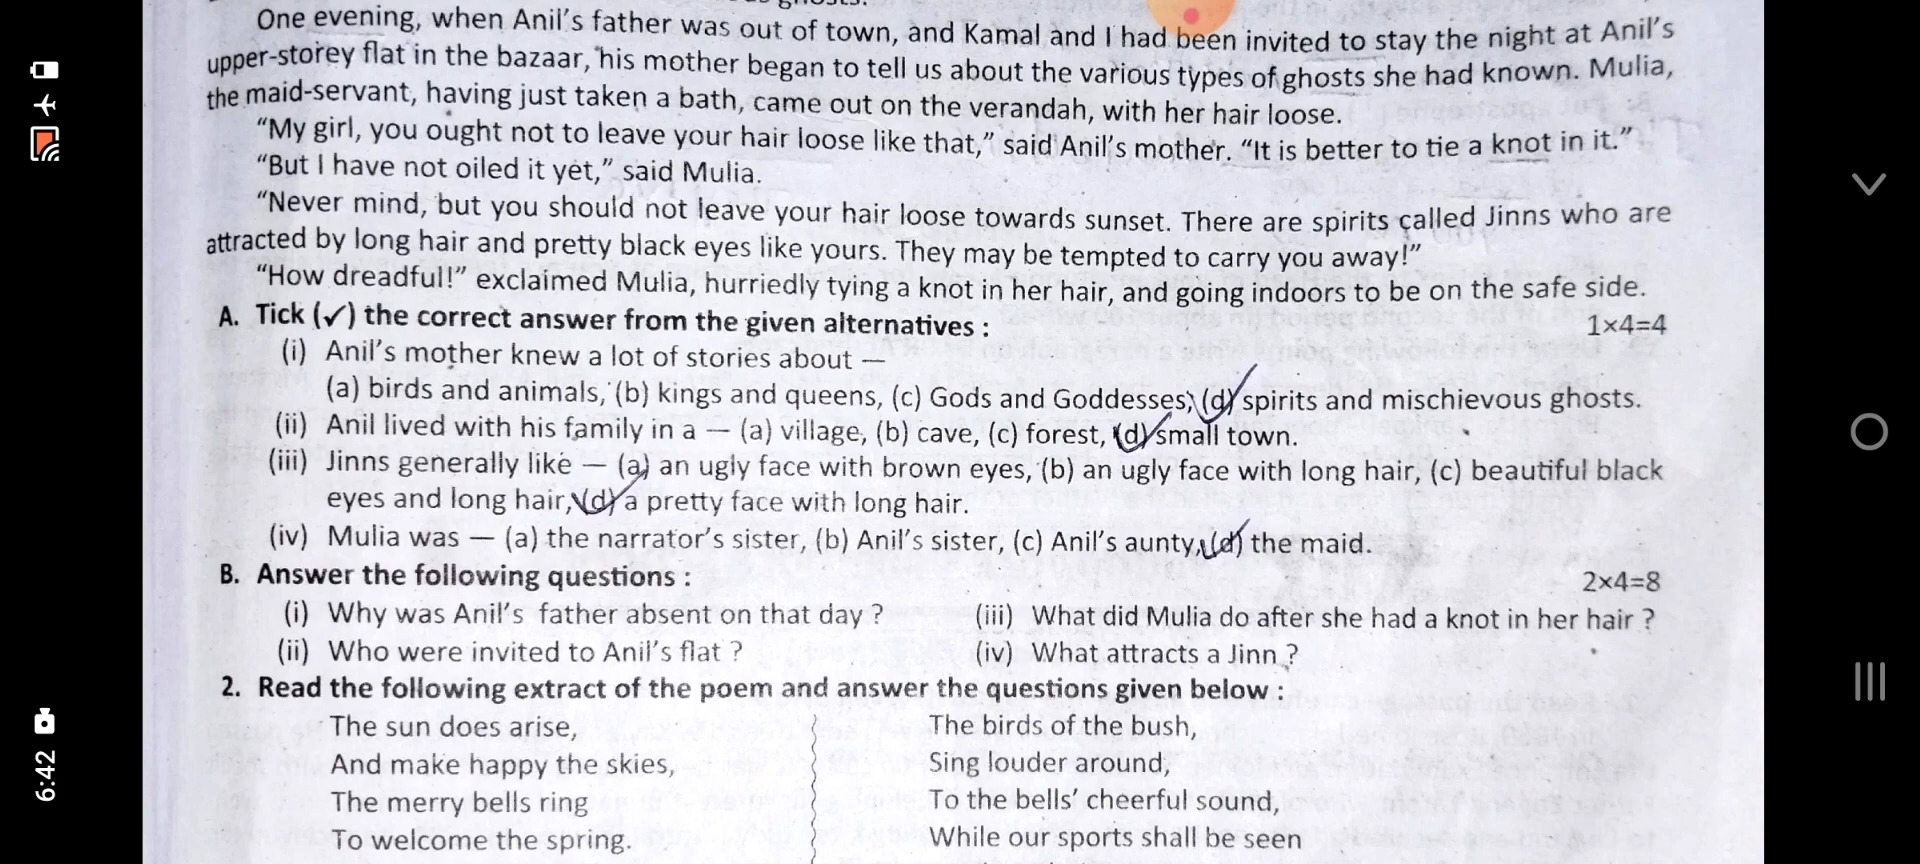 One evening, when Anil's father was out of town, and Kamal and I had been invited to stay the night at Anil's
upper-storey flat in the bazaar, his mother began to tell us about the various types of ghosts she had known. Mulia,
the maid-servant, having just taken a bath, came out on the verandah, with her hair loose.
“My girl, you ought not to leave your hair loose like that,” said Anil's mother. “It is better to tie a knot in it.”
“But I have not oiled it yet,” said Mulia.
“Never mind, but you should not leave your hair loose towards sunset. There are spirits called Jinns who are
attracted by long hair and pretty black eyes like yours. They may be tempted to carry you away!”
“How dreadful!” exclaimed Mulia, hurriedly tying a knot in her hair, and going indoors to be on the safe side.
A. Tick (✓) the correct answer from the given alternatives : 1×4=4
(i) Anil's mother knew a lot of stories about —
(a) birds and animals, (b) kings and queens, (c) Gods and Goddesses, (d) spirits and mischievous ghosts.
(ii) Anil lived with his family in a — (a) village, (b) cave, (c) forest, (d) small town.
(iii) Jinns generally like — (a) an ugly face with brown eyes, (b) an ugly face with long hair, (c) beautiful black
eyes and long hair, (d) a pretty face with long hair.
(iv) Mulia was — (a) the narrator's sister, (b) Anil's sister, (c) Anil's aunty, (d) the maid.
B. Answer the following questions : 2×4=8
(i) Why was Anil's father absent on that day ? (iii) What did Mulia do after she had a knot in her hair ?
(ii) Who were invited to Anil's flat ? (iv) What attracts a Jinn ?
2. Read the following extract of the poem and answer the questions given below :
The sun does arise,
And make happy the skies,
The merry bells ring
To welcome the spring.
The birds of the bush,
Sing louder around,
To the bells' cheerful sound,
While our sports shall be seen
6:42